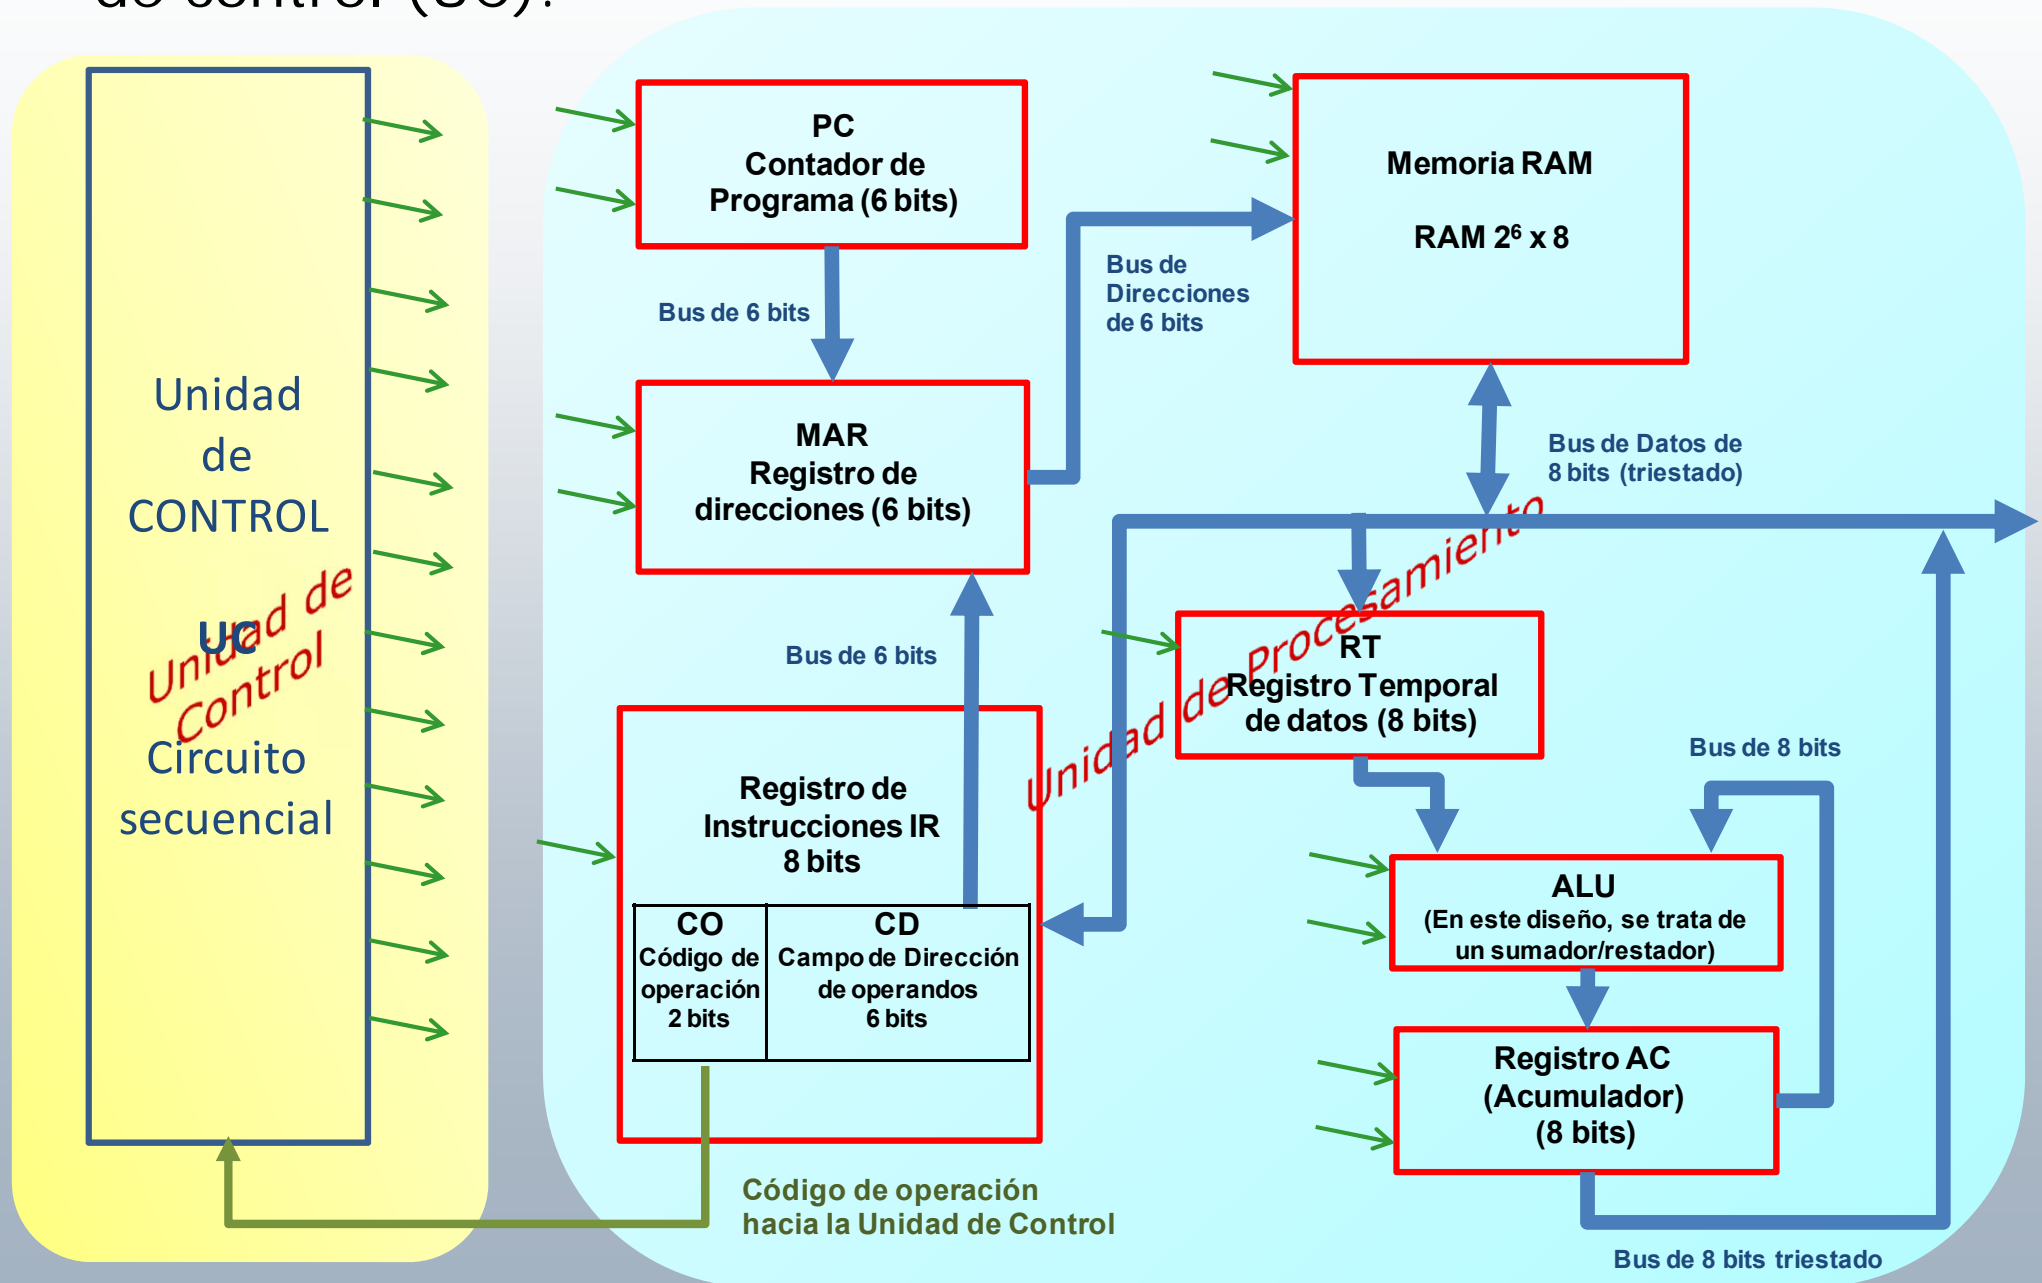 de control (UC).
Unidad
de
CONTROL
UC
Circuito
secuencial
Unidad de
Control
PC
Contador de
Programa (6 bits)
Bus de 6 bits
MAR
Registro de
direcciones (6 bits)
Bus de 6 bits
Registro de
Instrucciones IR
8 bits
CO
Código de
operación
2 bits
CD
Campo de Dirección
de operandos
6 bits
Código de operación
hacia la Unidad de Control
Bus de
Direcciones
de 6 bits
Memoria RAM
RAM 2⁶ x 8
Bus de Datos de
8 bits (triestado)
Unidad de Procesamiento
RT
Registro Temporal
de datos (8 bits)
Bus de 8 bits
ALU
(En este diseño, se trata de
un sumador/restador)
Registro AC
(Acumulador)
(8 bits)
Bus de 8 bits triestado